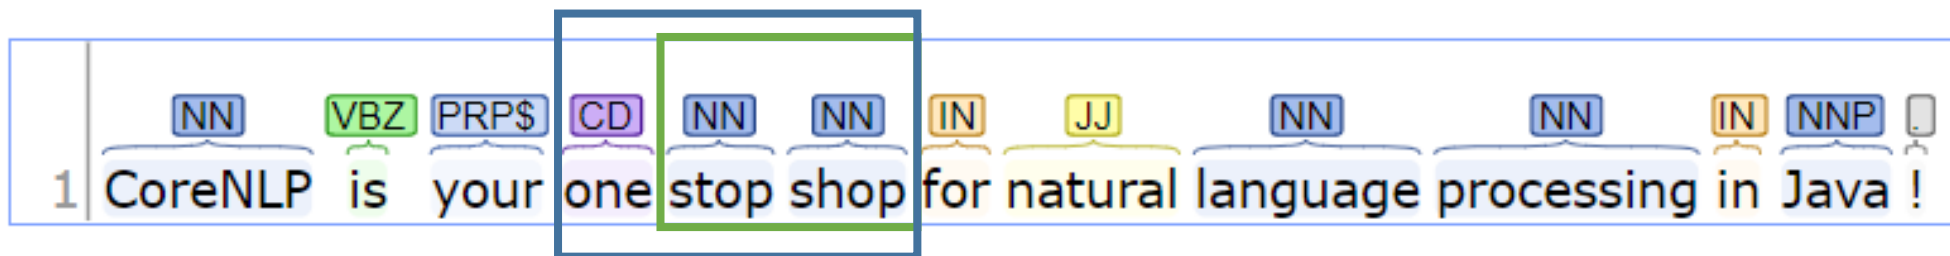 NN VBZ PRP$ CD NN NN IN JJ NN NN IN NNP .
1 CoreNLP is your one stop shop for natural language processing in Java !